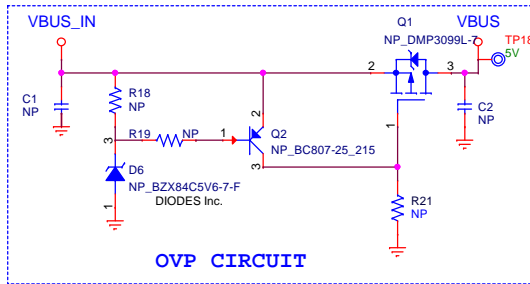 VBUS_IN
Q1
VBUS
NP_DMP3099L-7
TP18
5V
2
3
C1
NP
R18
NP
2
C2
NP
R19
NP
1
Q2
1
3
NP_BC807-25_215
3
D6
NP_BZX84C5V6-7-F
DIODES Inc.
1
R21
NP
OVP CIRCUIT